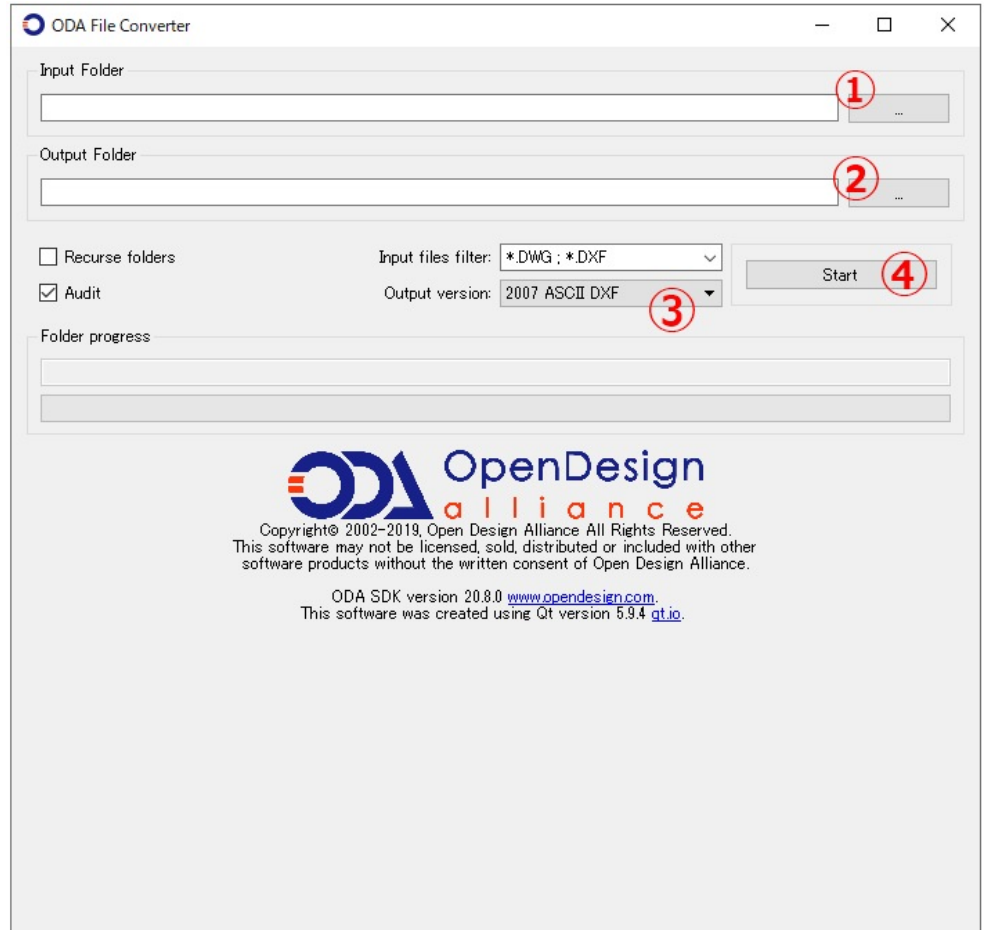 ODA File Converter
Input Folder
①
...
Output Folder
②
...
Recurse folders
Input files filter: *.DWG ; *.DXF
Start ④
Audit
Output version: 2007 ASCII DXF
③
Folder progress
ODA OpenDesign
alliance
Copyright© 2002-2019, Open Design Alliance All Rights Reserved.
This software may not be licensed, sold, distributed or included with other
software products without the written consent of Open Design Alliance.
ODA SDK version 20.8.0 www.opendesign.com.
This software was created using Qt version 5.9.4 qt.io.